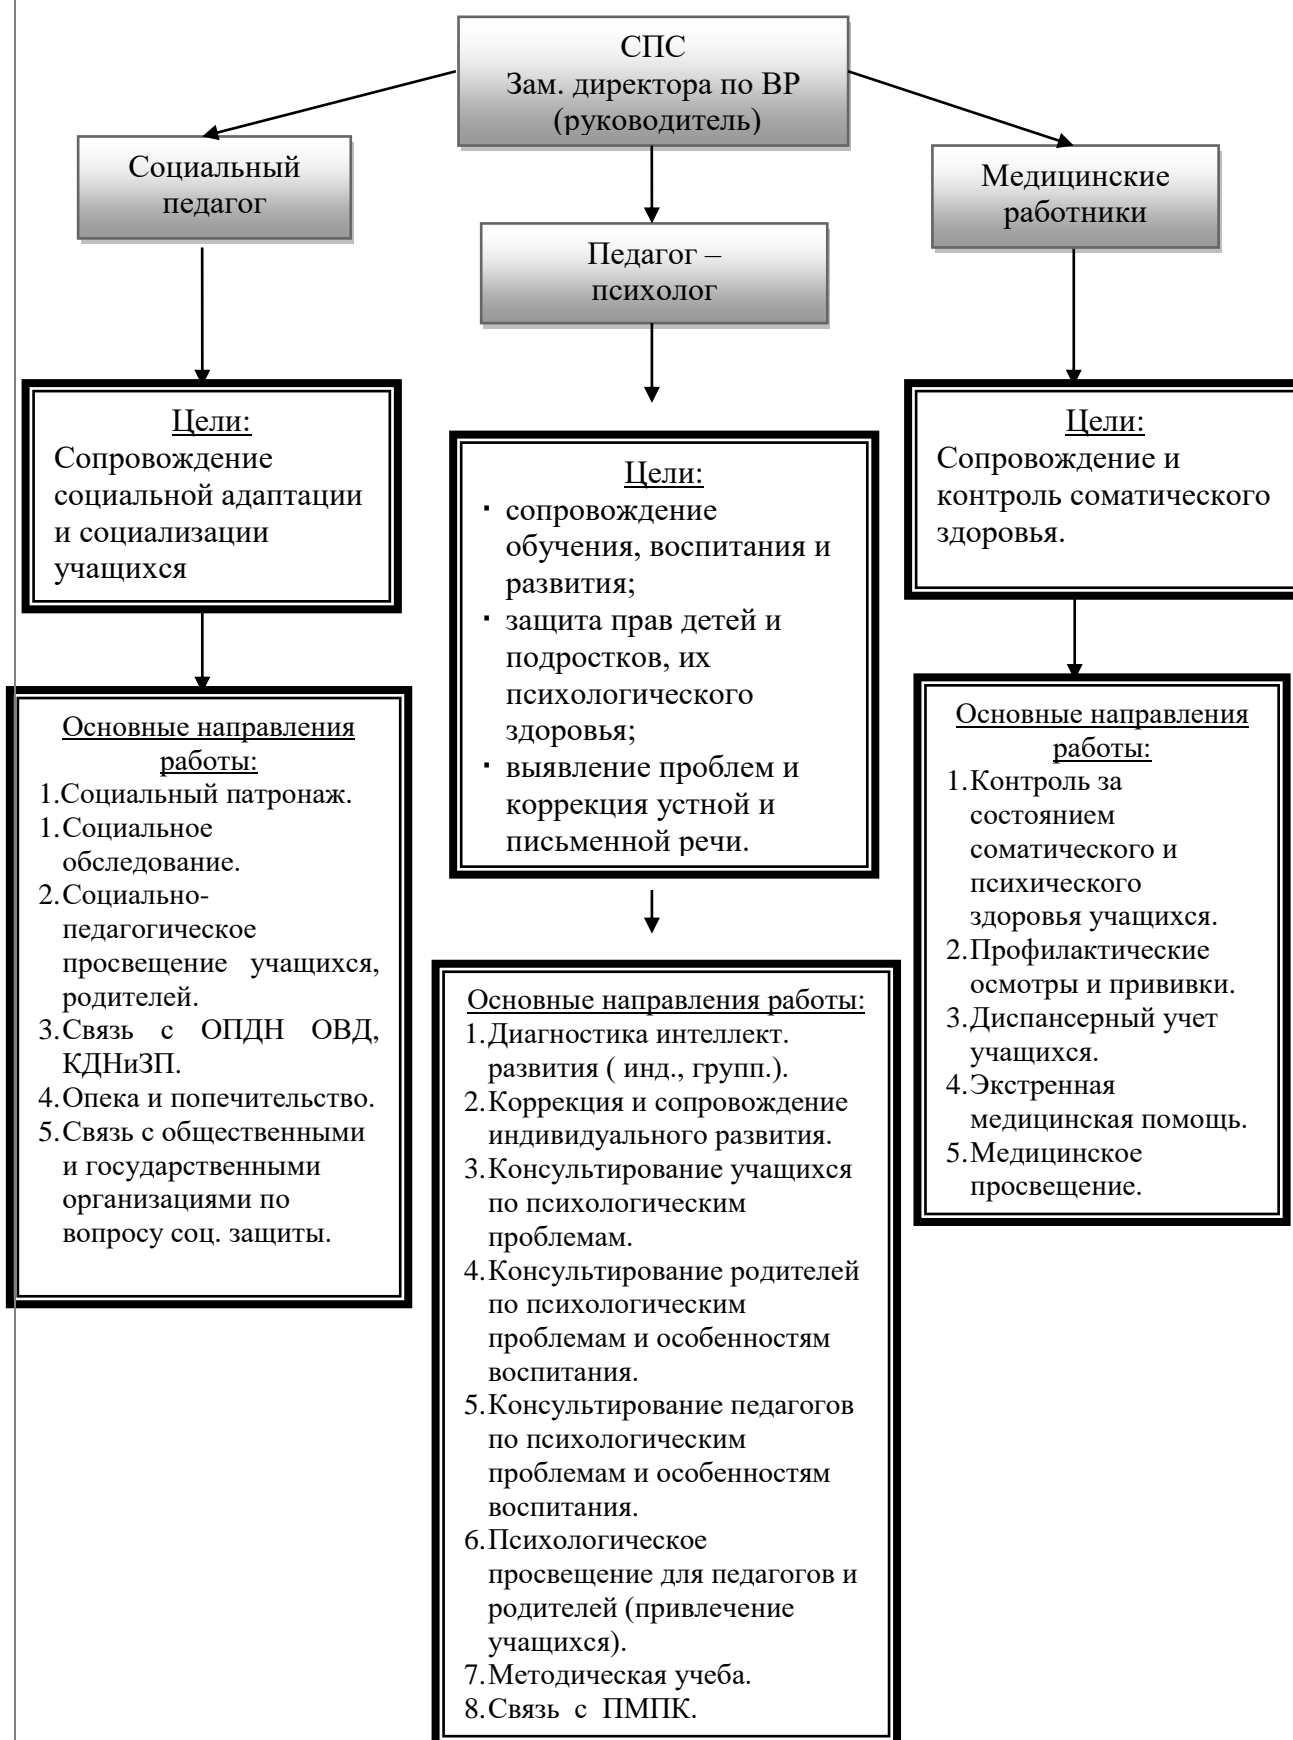 СПС
Зам. директора по ВР
(руководитель)
Социальный
педагог
Педагог –
психолог
Медицинские
работники
Цели:
Сопровождение
социальной адаптации
и социализации
учащихся
Цели:
· сопровождение
обучения, воспитания и
развития;
· защита прав детей и
подростков, их
психологического
здоровья;
· выявление проблем и
коррекция устной и
письменной речи.
Цели:
Сопровождение и
контроль соматического
здоровья.
Основные направления
работы:
1.Социальный патронаж.
1.Социальное
обследование.
2.Социально-
педагогическое
просвещение учащихся,
родителей.
3.Связь с ОПДН ОВД,
КДНиЗП.
4.Опека и попечительство.
5.Связь с общественными
и государственными
организациями по
вопросу соц. защиты.
Основные направления работы:
1.Диагностика интеллект.
развития ( инд., групп.).
2.Коррекция и сопровождение
индивидуального развития.
3.Консультирование учащихся
по психологическим
проблемам.
4.Консультирование родителей
по психологическим
проблемам и особенностям
воспитания.
5.Консультирование педагогов
по психологическим
проблемам и особенностям
воспитания.
6.Психологическое
просвещение для педагогов и
родителей (привлечение
учащихся).
7.Методическая учеба.
8.Связь с ПМПК.
Основные направления
работы:
1.Контроль за
состоянием
соматического и
психического
здоровья учащихся.
2.Профилактические
осмотры и прививки.
3.Диспансерный учет
учащихся.
4.Экстренная
медицинская помощь.
5.Медицинское
просвещение.